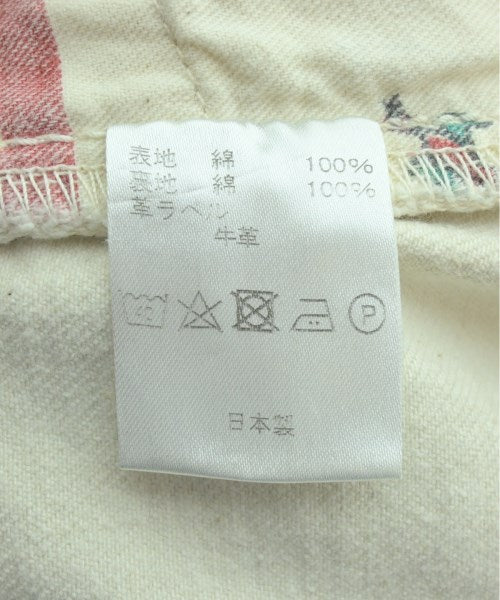 表地 綿 100%
裏地 綿 100%
革ラベル
牛革
P
日本製